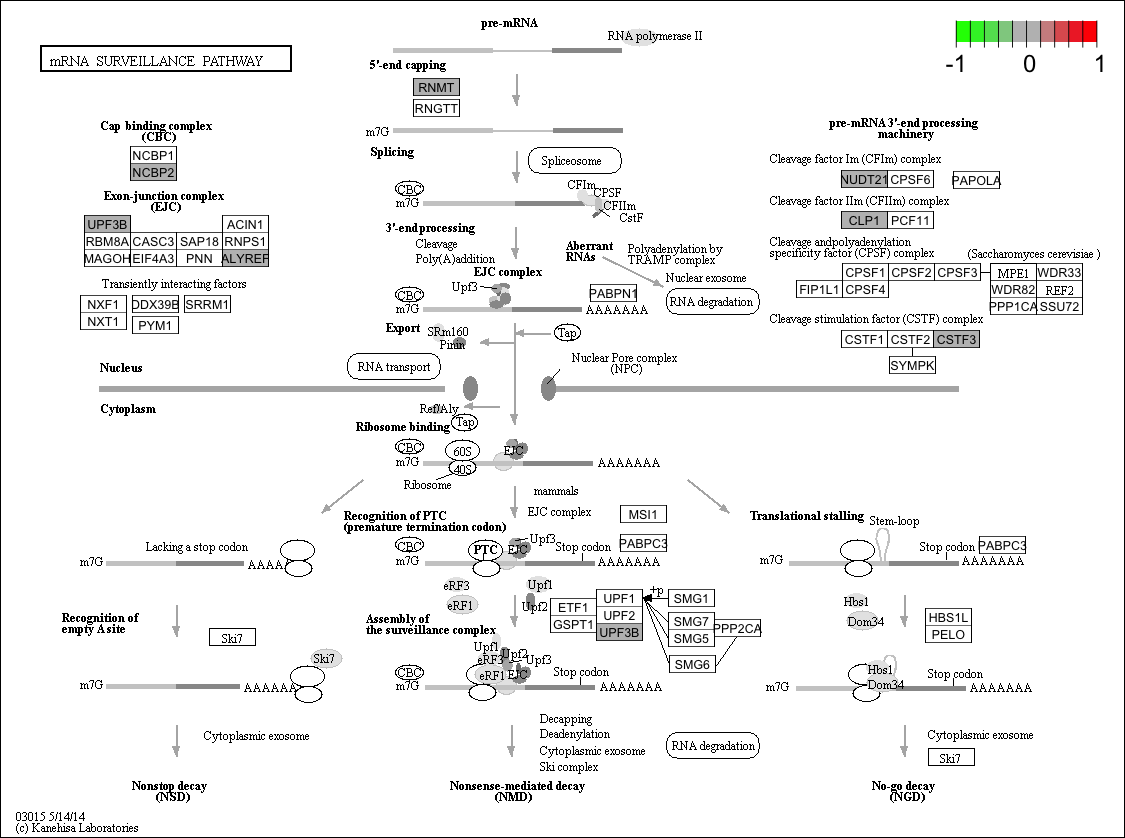 pre-mRNA
RNA polymerase II
-1
0
1
mRNA SURVEILLANCE PATHWAY
5'-end capping
RNMT
RNGTT
m7G
Cap binding complex
(CBC)
NCBP1
NCBP2
Exon-junction complex
(EJC)
UPF3B
ACIN1
RBM8A
CASC3
SAP18
RNPS1
MAGOH
EIF4A3
PNN
ALYREF
Transiently interacting factors
NXF1
DDX39B
SRRM1
NXT1
PYM1
Splicing
Spliceosome
CBC
m7G
CFIm
CPSF
CFIIm
CstF
3'-end processing
Cleavage
Poly(A)addition
Aberrant
RNAs
Polyadenylation by
TRAMP complex
Nuclear exosome
RNA degradation
EJC complex
Upf3
CBC
m7G
PABPN1
AAAAAAA
Export
SRm160
Pinin
Tap
pre-mRNA 3'-end processing
machinery
Cleavage factor Im (CFIm) complex
NUDT21
CPSF6
PAPOLA
Cleavage factor IIm (CFIIm) complex
CLP1
PCF11
Cleavage andpolyadenylation
specificity factor (CPSF) complex
(Saccharomyces cerevisiae )
CPSF1
CPSF2
CPSF3
MPE1
WDR33
FIP1L1
CPSF4
WDR82
REF2
PPP1CA
SSU72
Cleavage stimulation factor (CSTF) complex
CSTF1
CSTF2
CSTF3
SYMPK
Nucleus
RNA transport
Nuclear Pore complex
(NPC)
Cytoplasm
Ref/Aly
Tap
Ribosome binding
CBC
m7G
60S
40S
EJC
AAAAAAA
Ribosome
mammals
EJC complex
Recognition of PTC
(premature termination codon)
MSI1
PABPC3
CBC
m7G
PTC
EJC
Upf3
Stop codon
AAAAAAA
Lacking a stop codon
m7G
AAAAA
Translational stalling
Stem-loop
Stop codon
PABPC3
m7G
AAAAAAA
eRF3
eRF1
Upf1
Upf2
Recognition of
empty A site
Ski7
Ski7
m7G
AAAAAA
Assembly of
the surveillance complex
ETF1
GSPT1
UPF1
UPF2
UPF3B
+p
SMG1
SMG7
SMG5
SMG6
PPP2CA
Upf1
eRF3
Upf2
Upf3
eRF1
EJC
CBC
m7G
Stop codon
AAAAAAA
Hbs1
Dom34
HBS1L
PELO
Hbs1
Dom34
Stop codon
m7G
AAAAAAA
Cytoplasmic exosome
Decapping
Deadenylation
Cytoplasmic exosome
Ski complex
RNA degradation
Cytoplasmic exosome
Ski7
Nonstop decay
(NSD)
Nonsense-mediated decay
(NMD)
No-go decay
(NGD)
03015 5/14/14
(c) Kanehisa Laboratories